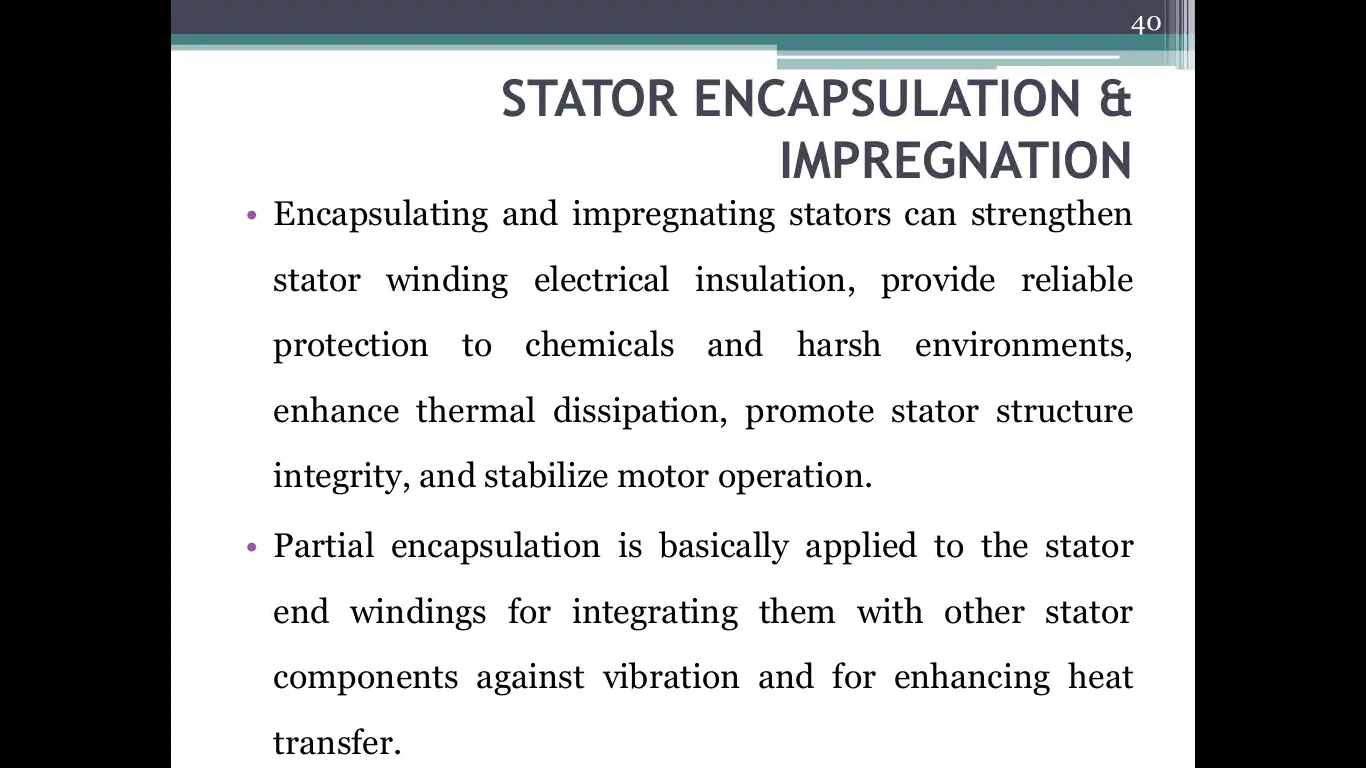 40
STATOR ENCAPSULATION &
IMPREGNATION
• Encapsulating and impregnating stators can strengthen
stator winding electrical insulation, provide reliable
protection to chemicals and harsh environments,
enhance thermal dissipation, promote stator structure
integrity, and stabilize motor operation.
• Partial encapsulation is basically applied to the stator
end windings for integrating them with other stator
components against vibration and for enhancing heat
transfer.